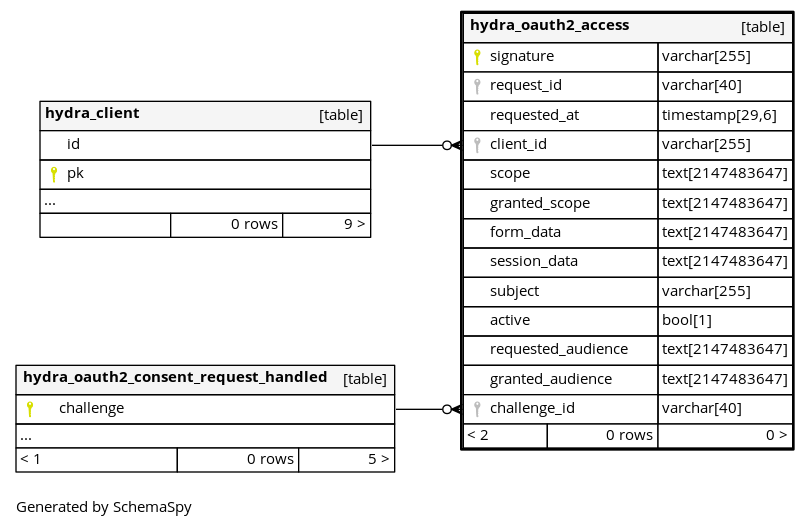 hydra_oauth2_access [table]
signature varchar[255]
request_id varchar[40]
requested_at timestamp[29,6]
client_id varchar[255]
scope text[2147483647]
granted_scope text[2147483647]
form_data text[2147483647]
session_data text[2147483647]
subject varchar[255]
active bool[1]
requested_audience text[2147483647]
granted_audience text[2147483647]
challenge_id varchar[40]
< 2 0 rows 0 >
hydra_client [table]
id
pk
...
0 rows 9 >
hydra_oauth2_consent_request_handled [table]
challenge
...
< 1 0 rows 5 >
Generated by SchemaSpy